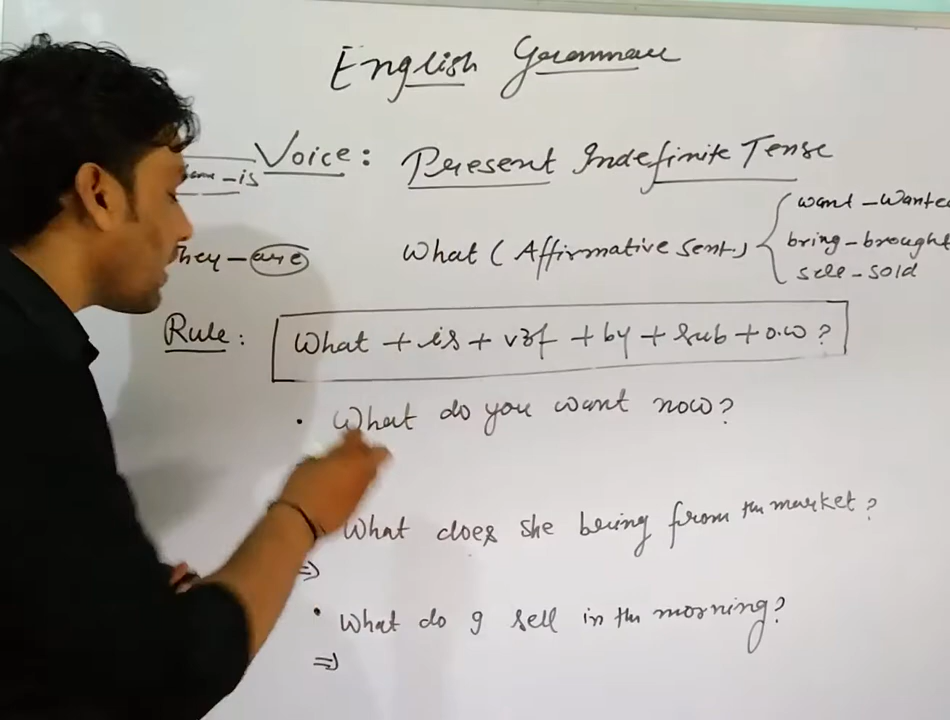 English Grammar
Voice: Present Indefinite Tense
-is
They-are
What (Affirmative Sent.)
want - Wanted
bring-brought
sele-sold
Rule: What + is + v3f + by + sub + o.w ?
• What do you want now?
What does she bring from the market?
⇒
• What do I sell in the morning?
⇒